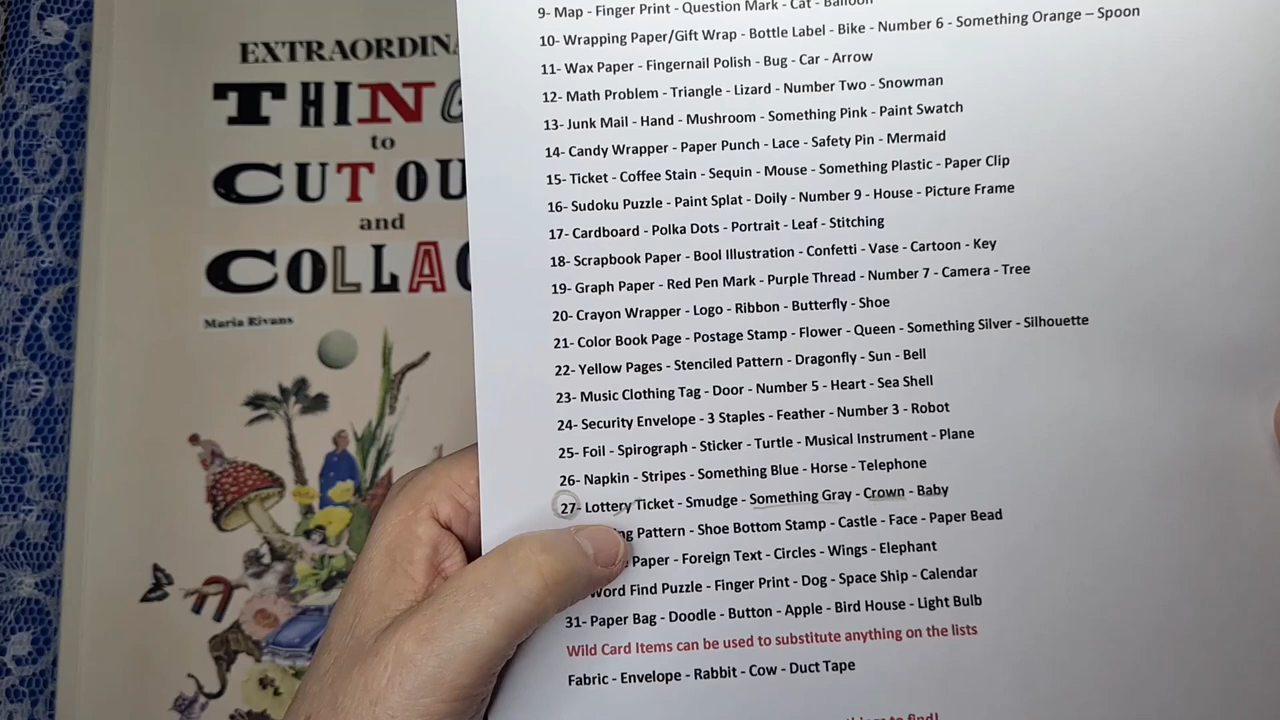 EXTRAORDIN
THIN
to
CUT OU
and
COLLA
Maria Rivans
9- Map - Finger Print - Question Mark - Cat - Balloon
10- Wrapping Paper/Gift Wrap - Bottle Label - Bike - Number 6 - Something Orange – Spoon
11- Wax Paper - Fingernail Polish - Bug - Car - Arrow
12- Math Problem - Triangle - Lizard - Number Two - Snowman
13- Junk Mail - Hand - Mushroom - Something Pink - Paint Swatch
14- Candy Wrapper - Paper Punch - Lace - Safety Pin - Mermaid
15- Ticket - Coffee Stain - Sequin - Mouse - Something Plastic - Paper Clip
16- Sudoku Puzzle - Paint Splat - Doily - Number 9 - House - Picture Frame
17- Cardboard - Polka Dots - Portrait - Leaf - Stitching
18- Scrapbook Paper - Bool Illustration - Confetti - Vase - Cartoon - Key
19- Graph Paper - Red Pen Mark - Purple Thread - Number 7 - Camera - Tree
20- Crayon Wrapper - Logo - Ribbon - Butterfly - Shoe
21- Color Book Page - Postage Stamp - Flower - Queen - Something Silver - Silhouette
22- Yellow Pages - Stenciled Pattern - Dragonfly - Sun - Bell
23- Music Clothing Tag - Door - Number 5 - Heart - Sea Shell
24- Security Envelope - 3 Staples - Feather - Number 3 - Robot
25- Foil - Spirograph - Sticker - Turtle - Musical Instrument - Plane
26- Napkin - Stripes - Something Blue - Horse - Telephone
27- Lottery Ticket - Smudge - Something Gray - Crown - Baby
ng Pattern - Shoe Bottom Stamp - Castle - Face - Paper Bead
Paper - Foreign Text - Circles - Wings - Elephant
Word Find Puzzle - Finger Print - Dog - Space Ship - Calendar
31- Paper Bag - Doodle - Button - Apple - Bird House - Light Bulb
Wild Card Items can be used to substitute anything on the lists
Fabric - Envelope - Rabbit - Cow - Duct Tape
to find!